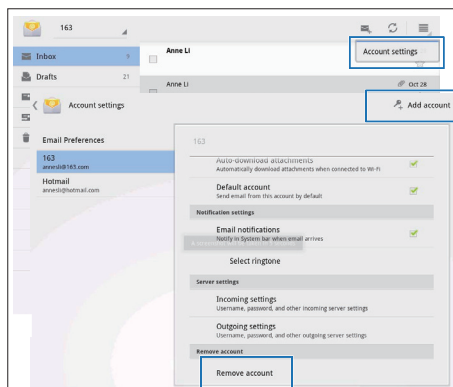 163
Account settings
Anne Li
Inbox 9
Drafts 21
Anne Li
Oct 28
Account settings
Add account
Email Preferences
163
annesli@163.com
Hotmail
annesli@hotmail.com
163
Auto-download attachments
Automatically download attachments when connected to Wi-Fi
Default account
Send email from this account by default
Notification settings
Email notifications
Notify in System bar when email arrives
Select ringtone
Server settings
Incoming settings
Username, password, and other incoming server settings
Outgoing settings
Username, password, and other outgoing server settings
Remove account
Remove account